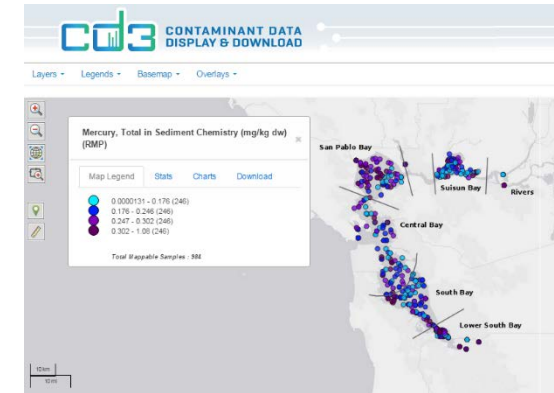 cd3 CONTAMINANT DATA
DISPLAY & DOWNLOAD
Layers Legends Basemap Overlays
Mercury, Total in Sediment Chemistry (mg/kg dw)
(RMP)
×
Map Legend Stats Charts Download
0.0000131 - 0.176 (246)
0.176 - 0.246 (246)
0.247 - 0.302 (246)
0.302 - 1.08 (246)
Total Mappable Samples - 986
San Pablo Bay
Suisun Bay
Rivers
Central Bay
South Bay
Lower South Bay
10 km
10 mi